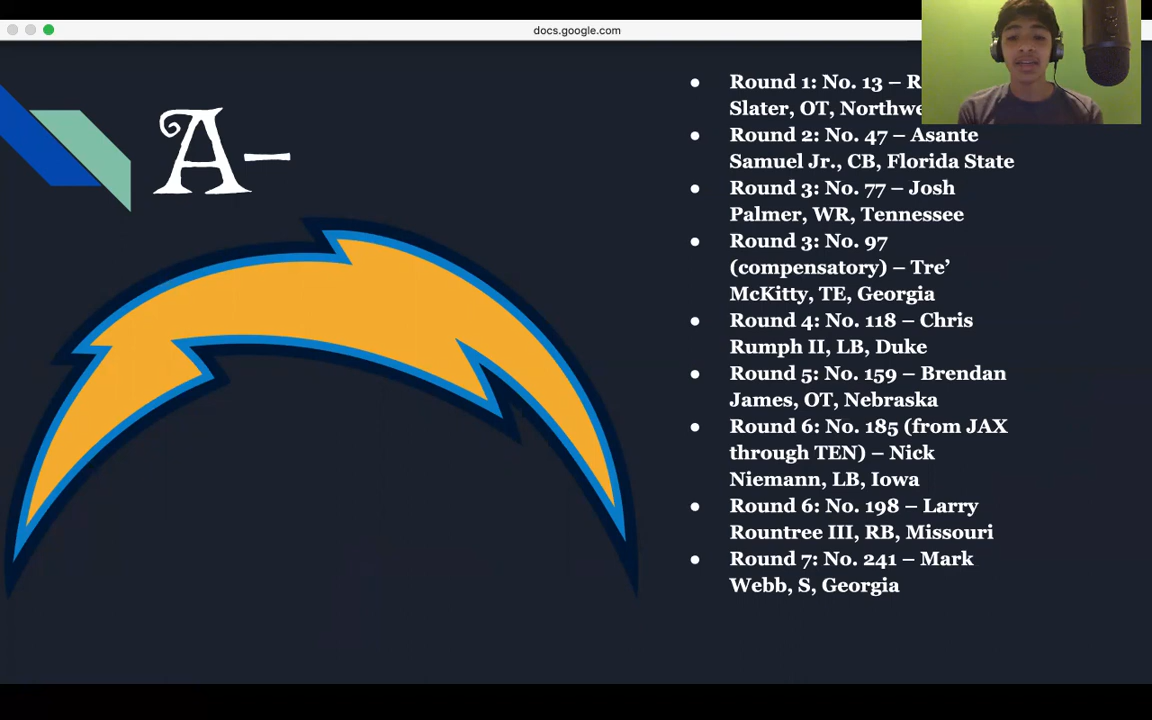 docs.google.com
A–
● Round 1: No. 13 –
Slater, OT,
● Round 2: No. 47 – Asante
Samuel Jr., CB, Florida State
● Round 3: No. 77 – Josh
Palmer, WR, Tennessee
● Round 3: No. 97
(compensatory) – Tre’
McKitty, TE, Georgia
● Round 4: No. 118 – Chris
Rumph II, LB, Duke
● Round 5: No. 159 – Brendan
James, OT, Nebraska
● Round 6: No. 185 (from JAX
through TEN) – Nick
Niemann, LB, Iowa
● Round 6: No. 198 – Larry
Rountree III, RB, Missouri
● Round 7: No. 241 – Mark
Webb, S, Georgia